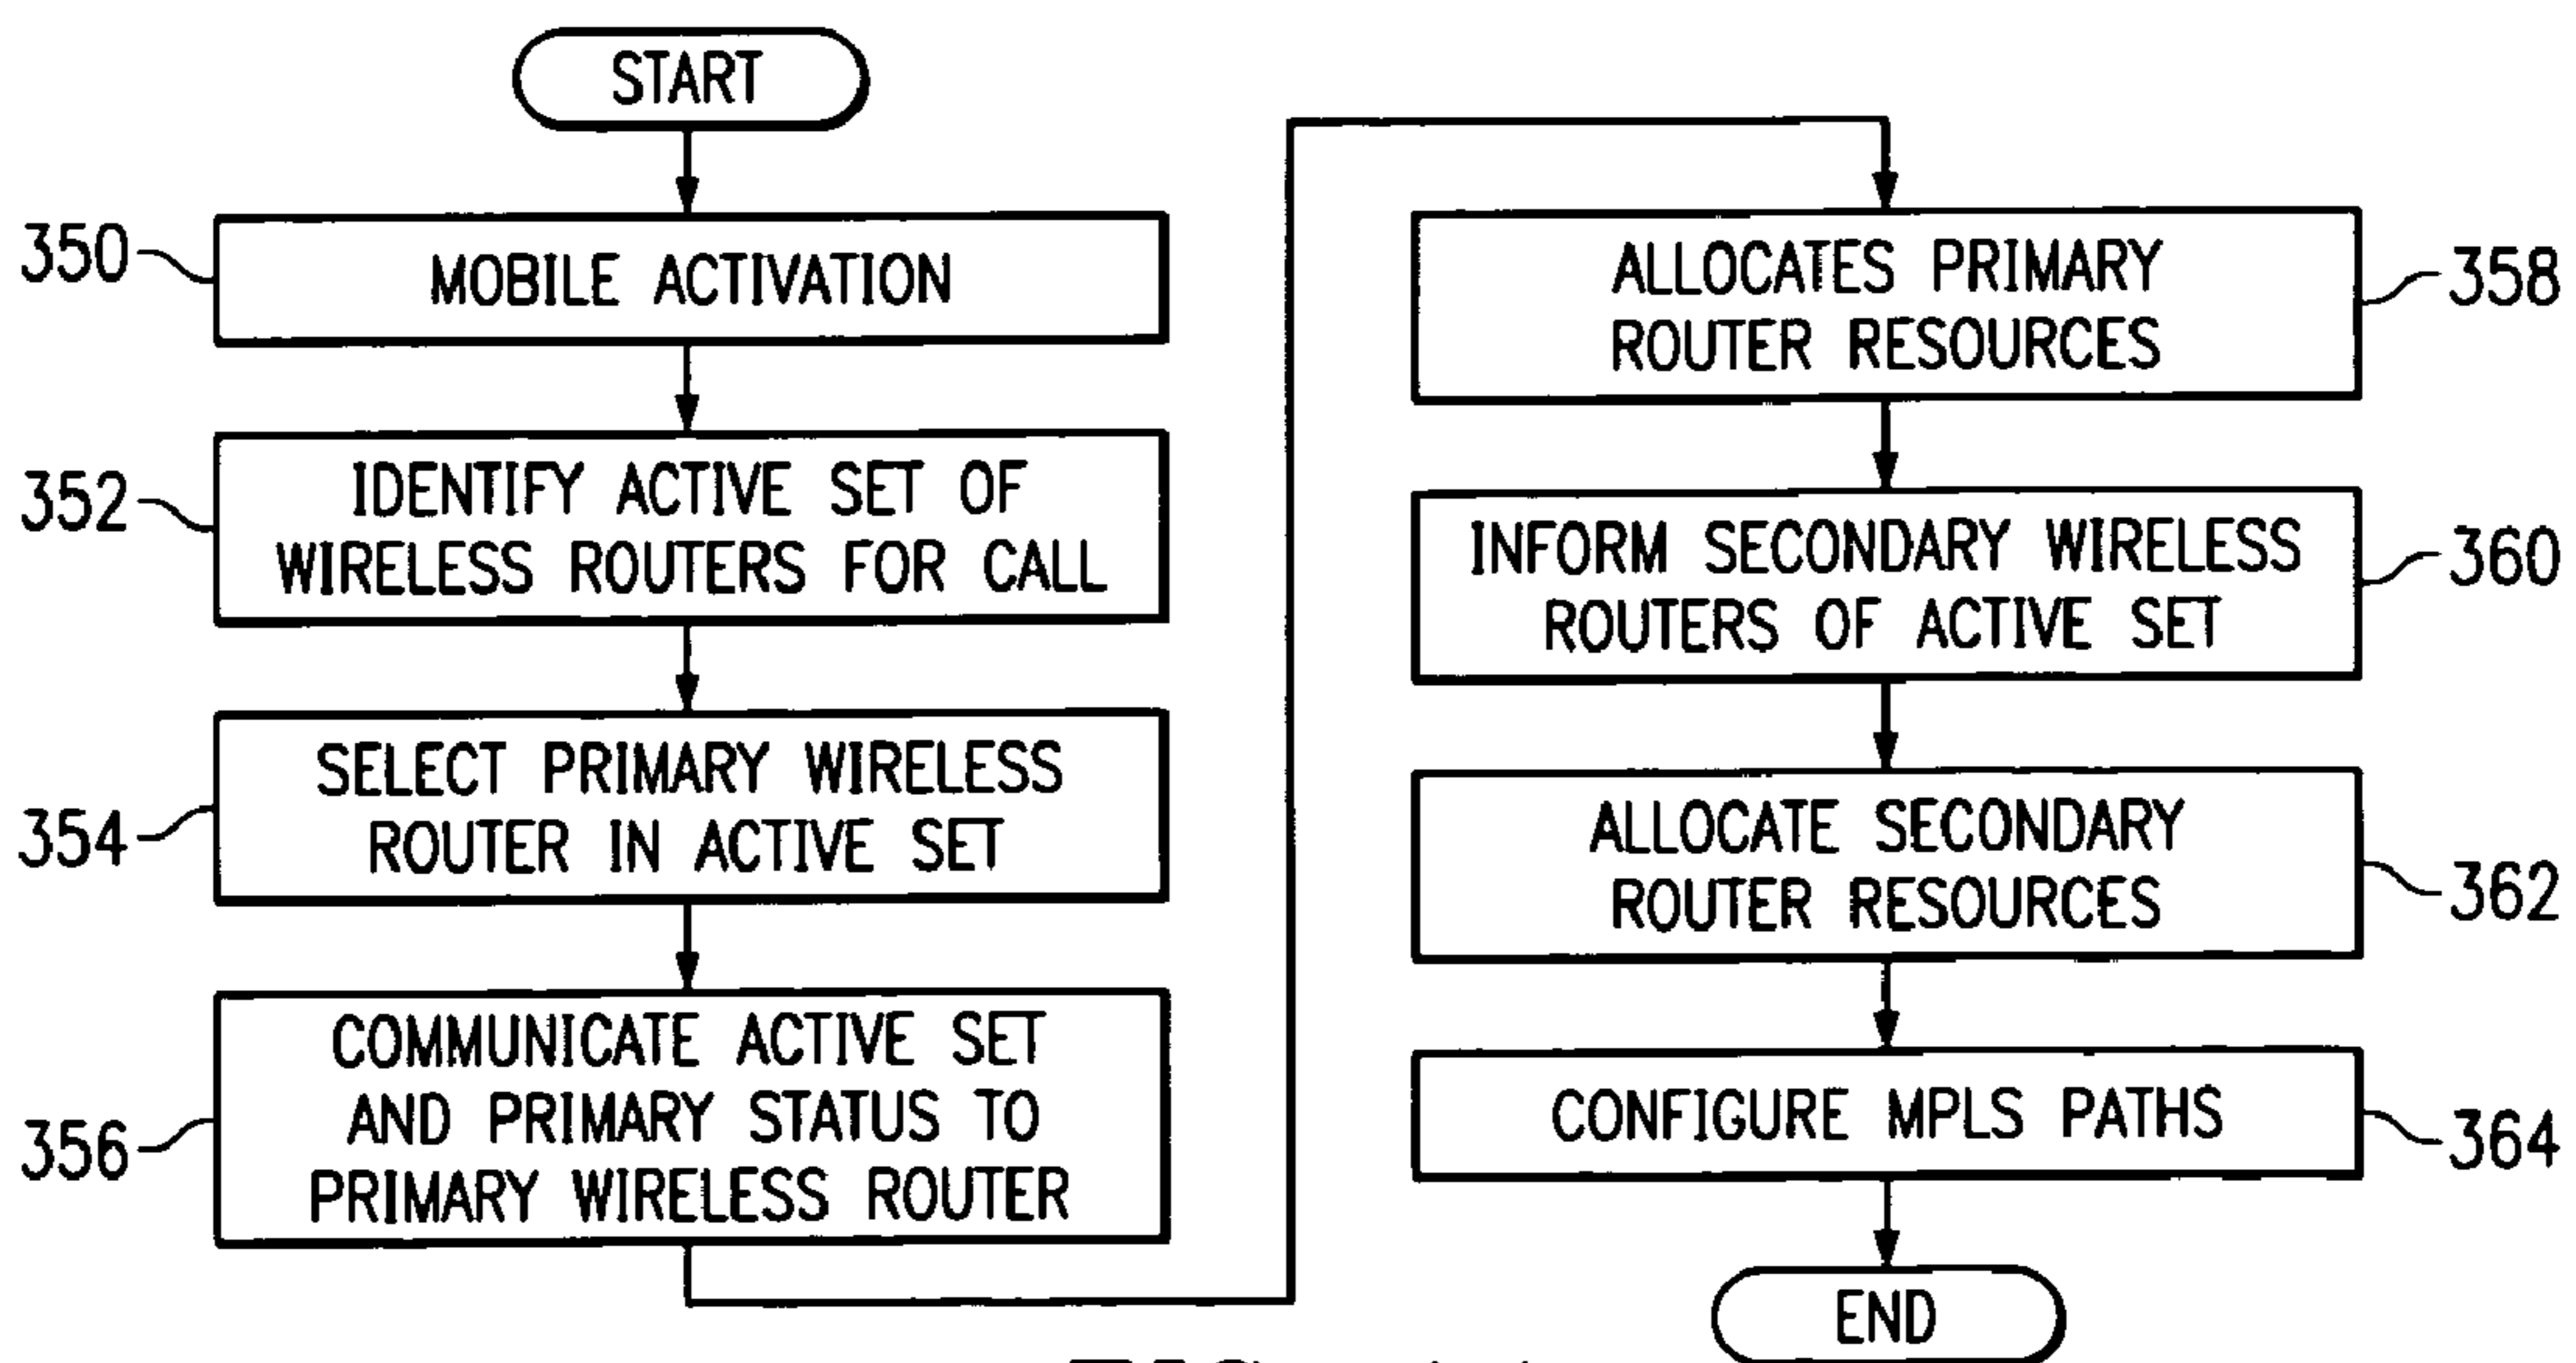 START
350
MOBILE ACTIVATION
352
IDENTIFY ACTIVE SET OF
WIRELESS ROUTERS FOR CALL
354
SELECT PRIMARY WIRELESS
ROUTER IN ACTIVE SET
356
COMMUNICATE ACTIVE SET
AND PRIMARY STATUS TO
PRIMARY WIRELESS ROUTER
ALLOCATES PRIMARY
ROUTER RESOURCES
358
INFORM SECONDARY WIRELESS
ROUTERS OF ACTIVE SET
360
ALLOCATE SECONDARY
ROUTER RESOURCES
362
CONFIGURE MPLS PATHS
364
END